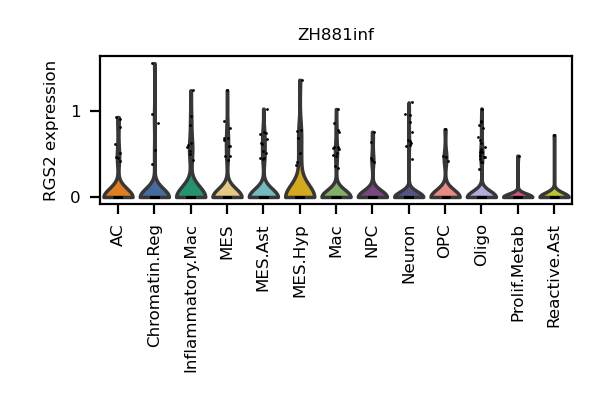 ZH881inf
RGS2 expression
1
0
AC
Chromatin.Reg
Inflammatory.Mac
MES
MES.Ast
MES.Hyp
Mac
NPC
Neuron
OPC
Oligo
Prolif.Metab
Reactive.Ast